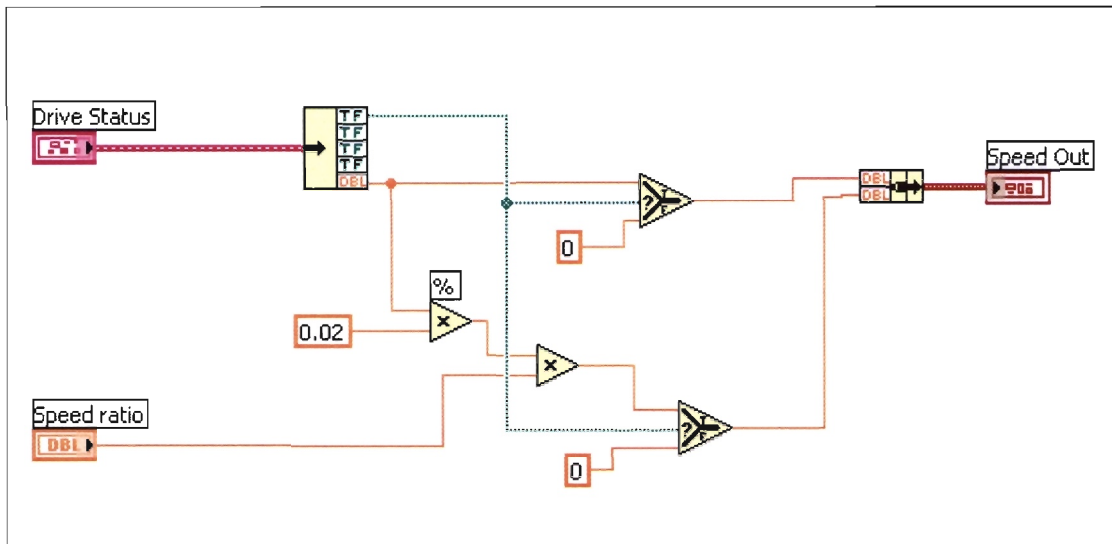 Drive Status
TF
TF
TF
TF
DBL
Speed Out
DBL
DBL
?
0
%
0.02
x
x
Speed ratio
DBL
?
0